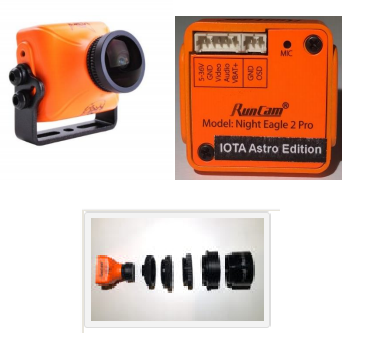 5-36V
GND
Video
Audio
VBAT+
GND
OSD
MIC
RunCam®
Model: Night Eagle 2 Pro
IOTA Astro Edition